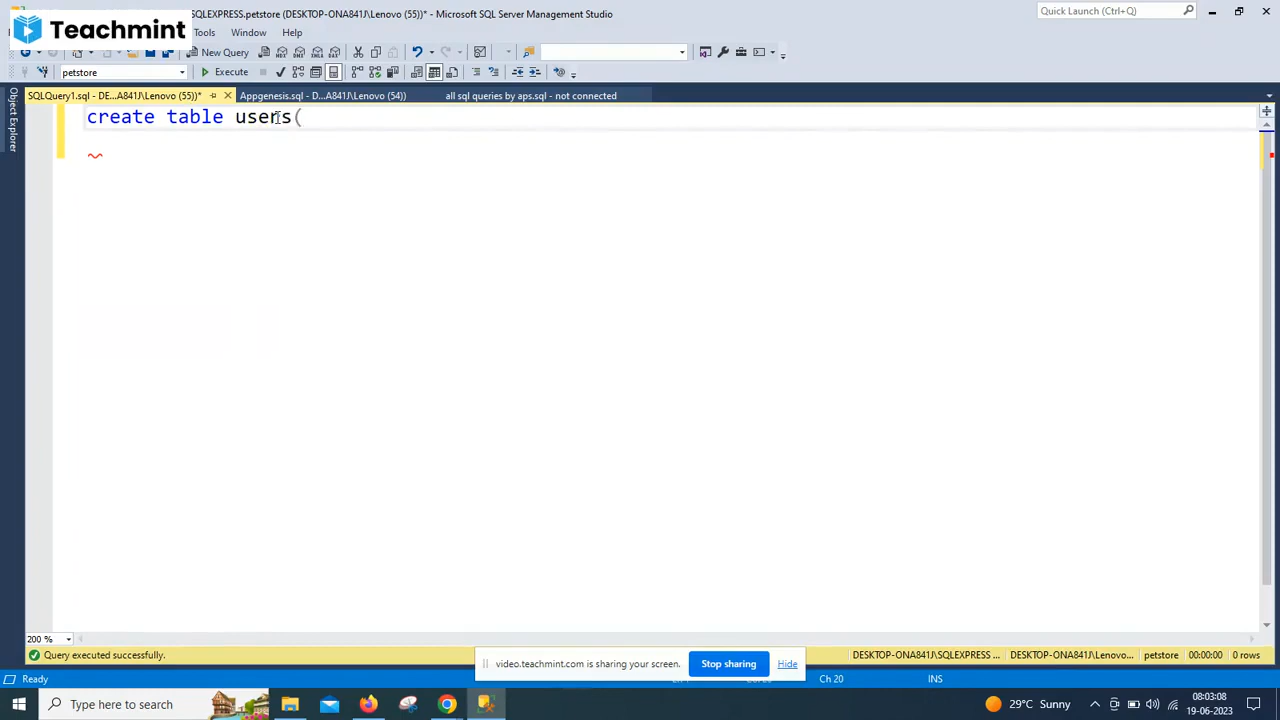 Teachmint
SQLEXPRESS.petstore (DESKTOP-ONA841J\Lenovo (55))* - Microsoft SQL Server Management Studio
Quick Launch (Ctrl+Q)
Tools Window Help
New Query
petstore Execute
SQLQuery1.sql - DE...A841J\Lenovo (55))* Appgenesis.sql - D...A841J\Lenovo (54)) all sql queries by aps.sql - not connected
Object Explorer
create table users(
200 %
Query executed successfully. DESKTOP-ONA841J\SQLEXPRESS ... DESKTOP-ONA841J\Lenovo... petstore 00:00:00 0 rows
video.teachmint.com is sharing your screen. Stop sharing Hide
Ready Ch 20 INS
Type here to search 29°C Sunny 08:03:08
19-06-2023